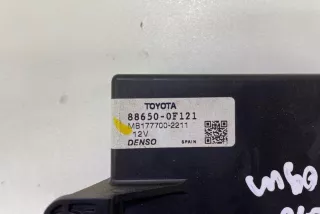 TOYOTA
88650-0F121
MB177700-2211
12V
DENSO SPAIN